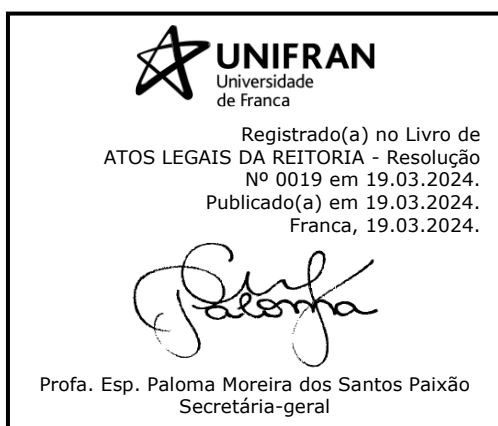 UNIFRAN
Universidade
de Franca
Registrado(a) no Livro de
ATOS LEGAIS DA REITORIA - Resolução
Nº 0019 em 19.03.2024.
Publicado(a) em 19.03.2024.
Franca, 19.03.2024.
Paloma
Profa. Esp. Paloma Moreira dos Santos Paixão
Secretária-geral